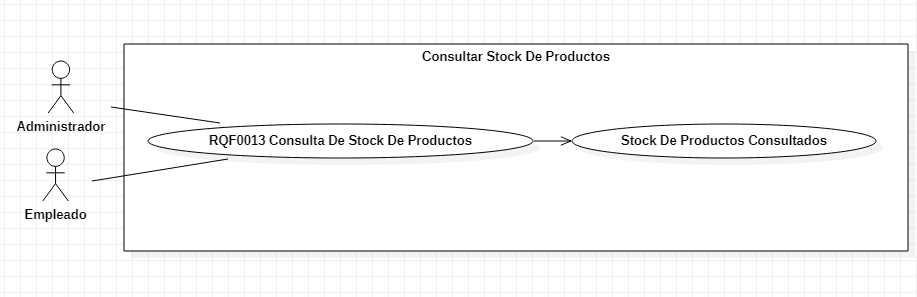 Consultar Stock De Productos
Administrador
RQF0013 Consulta De Stock De Productos
Stock De Productos Consultados
Empleado